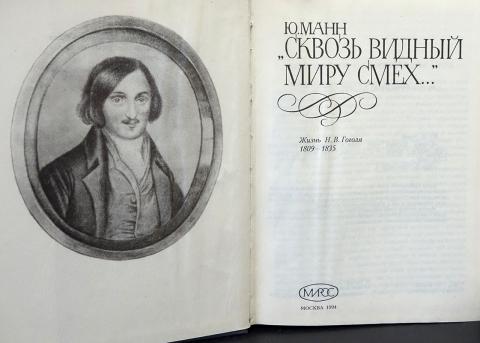 Ю.МАНН
„СКВОЗЬ ВИДНЫЙ
МИРУ СМЕХ..."
Жизнь Н. В. Гоголя
1809—1835
МИРОС
МОСКВА 1994